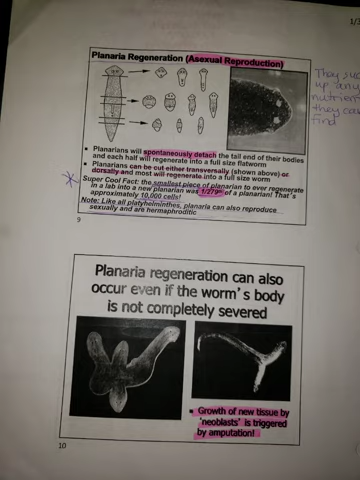 1/3
Planaria Regeneration (Asexual Reproduction)
They suc
up any
nutrient
they can
find
▪ Planarians will spontaneously detach the tail end of their bodies
and each half will regenerate into a full size flatworm
▪ Planarians can be cut either transversally (shown above) or
dorsally and most will regenerate into a full size worm
* Super Cool Fact: the smallest piece of planarian to ever regenerate
in a lab into a new planarian was 1/279th of a planarian! That's
approximately 10,000 cells!
Note: Like all platyhelminthes, planaria can also reproduce
sexually and are hermaphroditic
9
Planaria regeneration can also
occur even if the worm's body
is not completely severed
▪ Growth of new tissue by
'neoblasts' is triggered
by amputation!
10